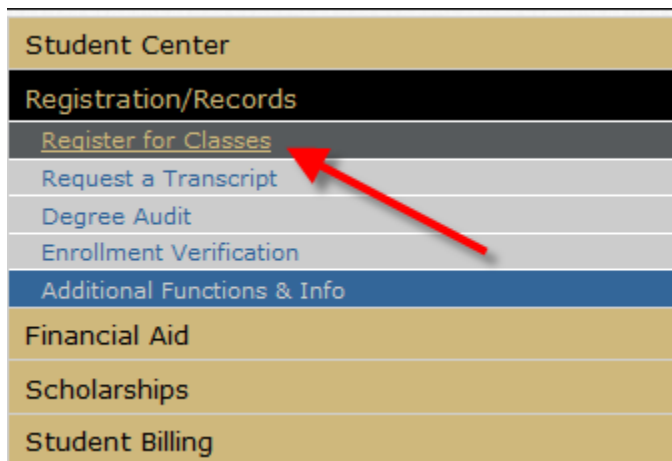 Student Center
Registration/Records
Register for Classes
Request a Transcript
Degree Audit
Enrollment Verification
Additional Functions & Info
Financial Aid
Scholarships
Student Billing